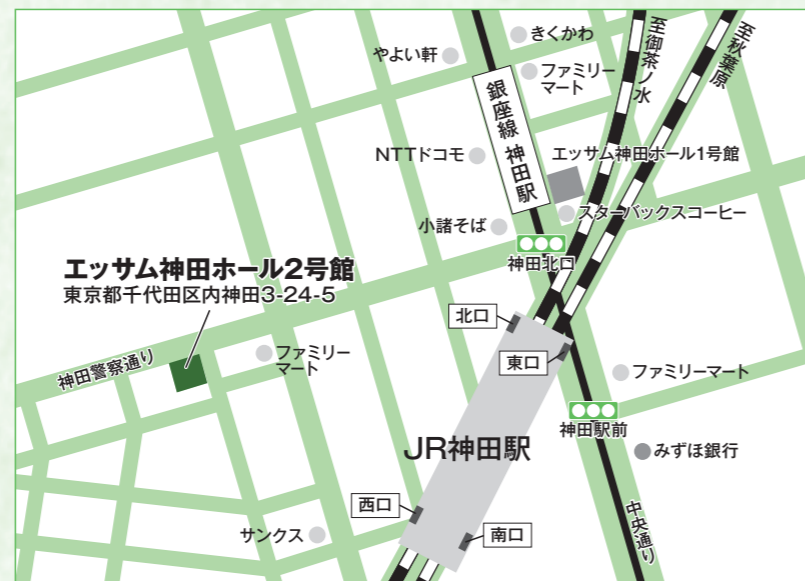 きくかわ
やよい軒
ファミリー
マート
至御茶ノ水
至秋葉原
銀座線 神田駅
NTTドコモ
エッサム神田ホール1号館
スターバックスコーヒー
小諸そば
神田北口
エッサム神田ホール2号館
東京都千代田区内神田3-24-5
北口
神田警察通り
ファミリー
マート
東口
ファミリーマート
神田駅前
JR神田駅
みずほ銀行
西口
サンクス
南口
中央通り